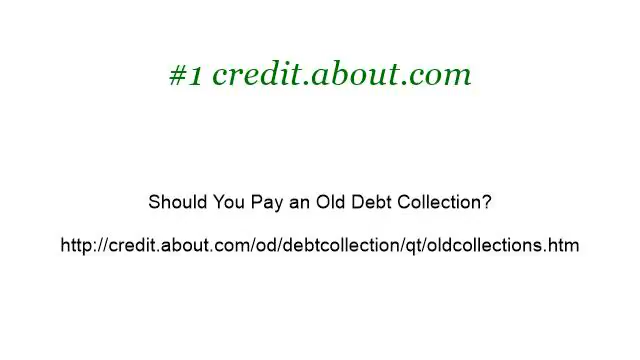 #1 credit.about.com
Should You Pay an Old Debt Collection?
http://credit.about.com/od/debtcollection/qt/oldcollections.htm